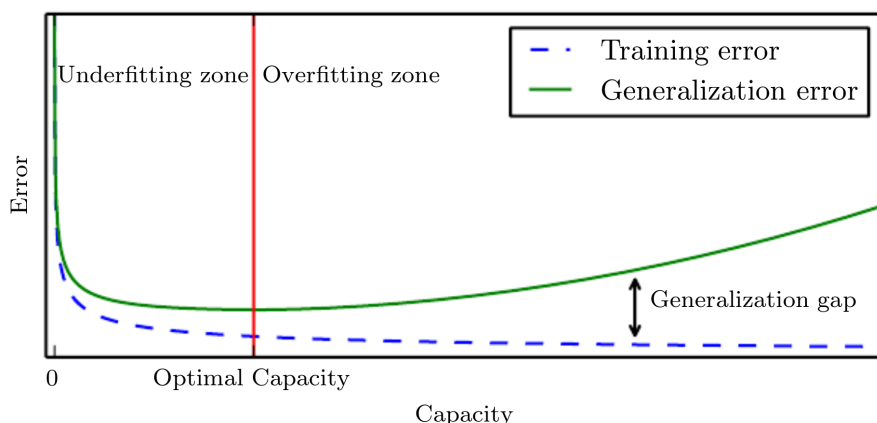 Training error
Generalization error
Underfitting zone
Overfitting zone
Error
Generalization gap
0
Optimal Capacity
Capacity